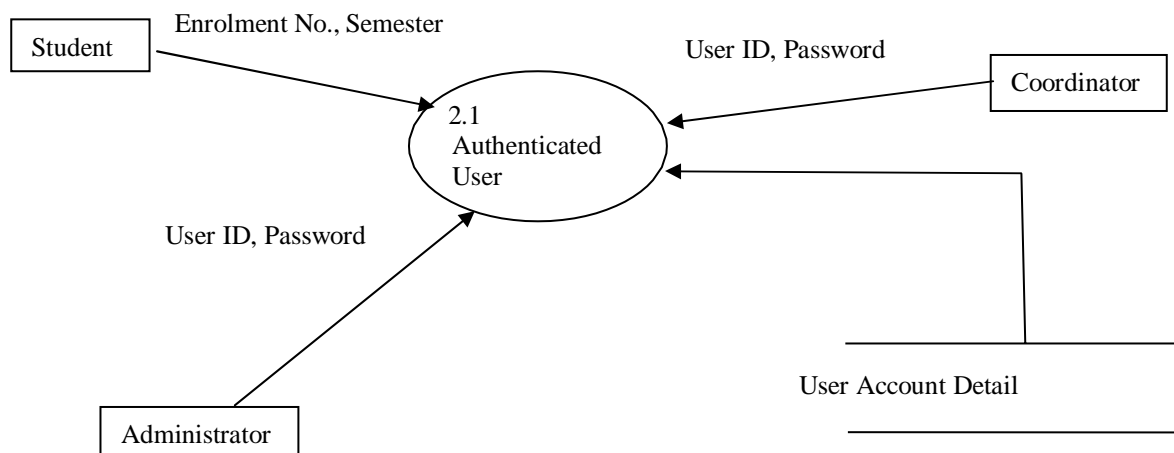 Enrolment No., Semester
Student
User ID, Password
Coordinator
2.1
Authenticated
User
User ID, Password
User Account Detail
Administrator